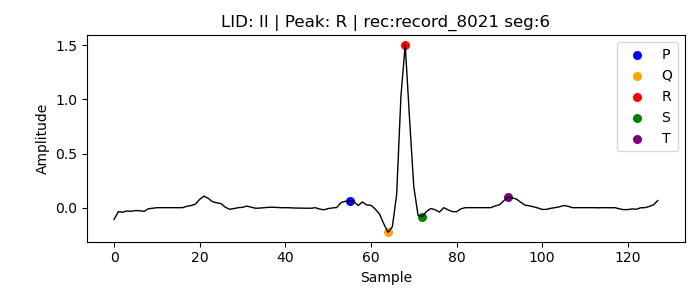 LID: II | Peak: R | rec:record_8021 seg:6
1.5
1.0
0.5
0.0
Amplitude
0
20
40
60
80
100
120
Sample
P
Q
R
S
T